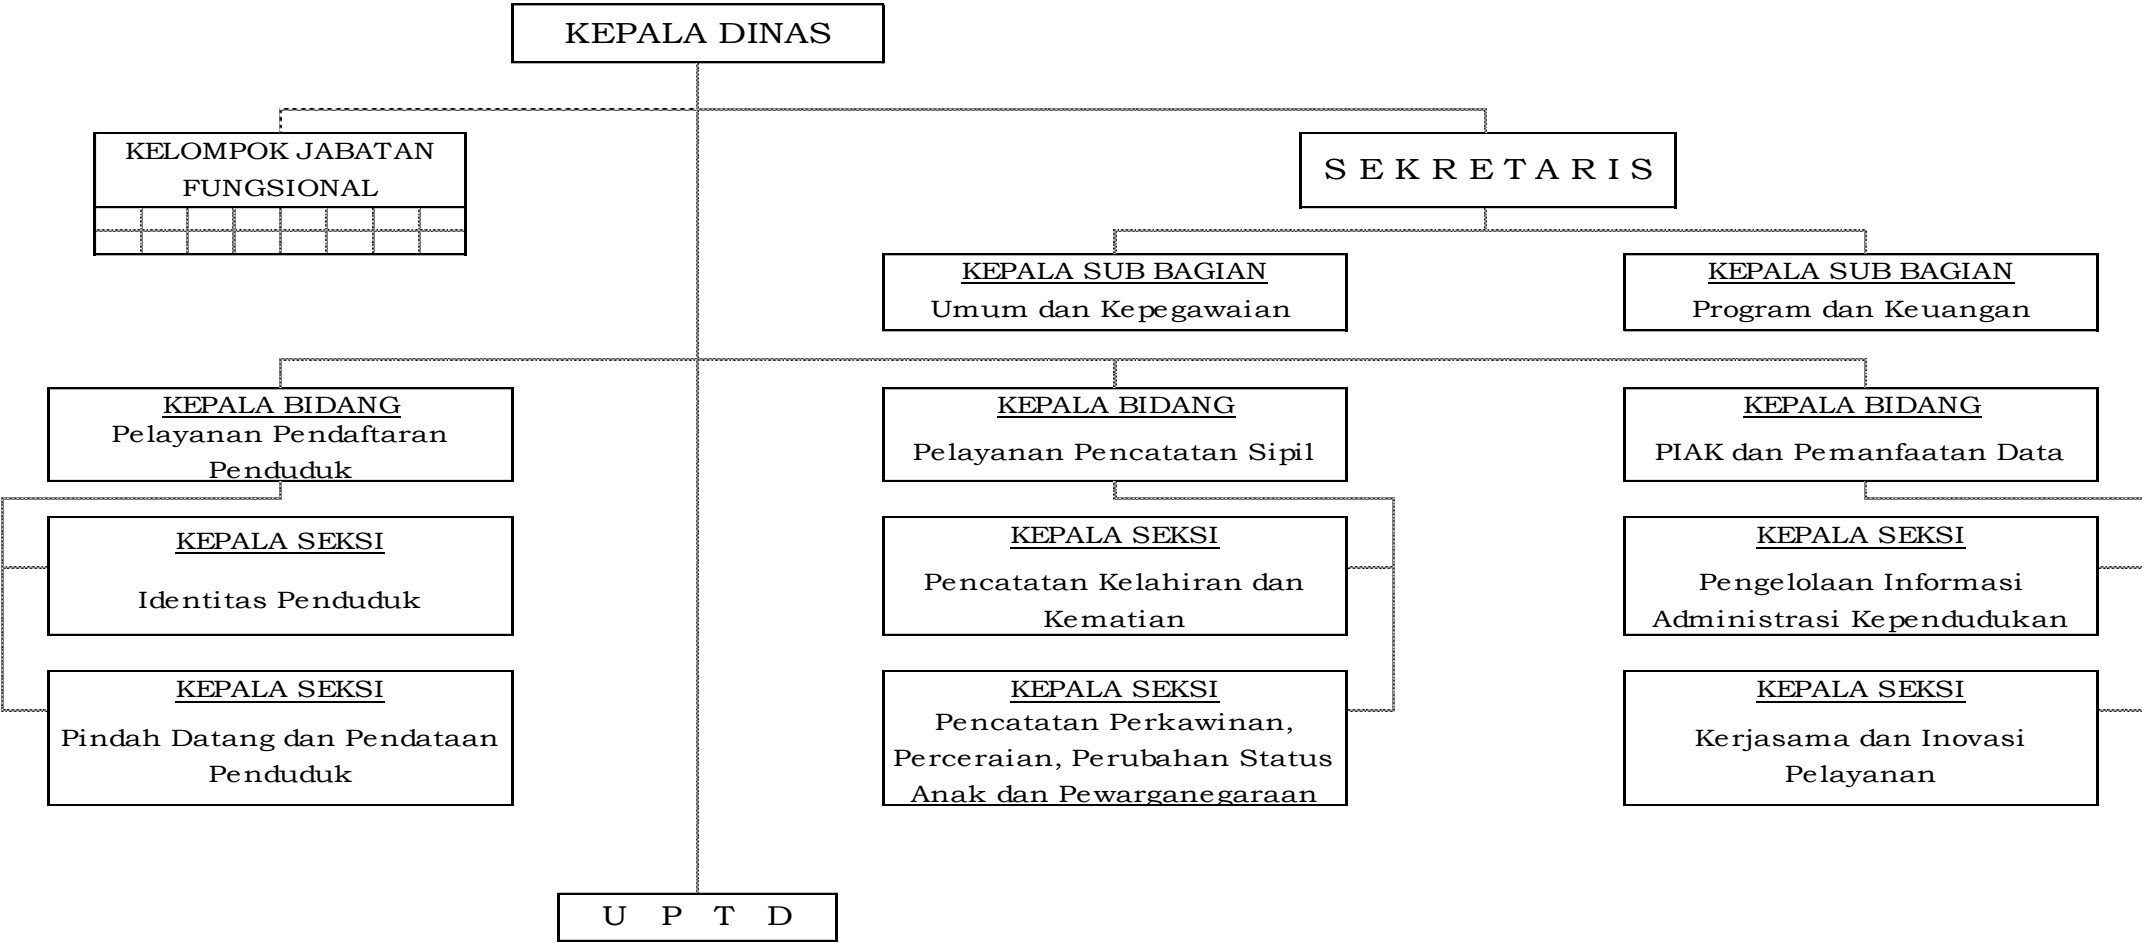 KEPALA DINAS
KELOMPOK JABATAN
FUNGSIONAL
S E K R E T A R I S
KEPALA SUB BAGIAN
Umum dan Kepegawaian
KEPALA SUB BAGIAN
Program dan Keuangan
KEPALA BIDANG
Pelayanan Pendaftaran
Penduduk
KEPALA BIDANG
Pelayanan Pencatatan Sipil
KEPALA BIDANG
PIAK dan Pemanfaatan Data
KEPALA SEKSI
Identitas Penduduk
KEPALA SEKSI
Pencatatan Kelahiran dan
Kematian
KEPALA SEKSI
Pengelolaan Informasi
Administrasi Kependudukan
KEPALA SEKSI
Pindah Datang dan Pendataan
Penduduk
KEPALA SEKSI
Pencatatan Perkawinan,
Perceraian, Perubahan Status
Anak dan Pewarganegaraan
KEPALA SEKSI
Kerjasama dan Inovasi
Pelayanan
U P T D